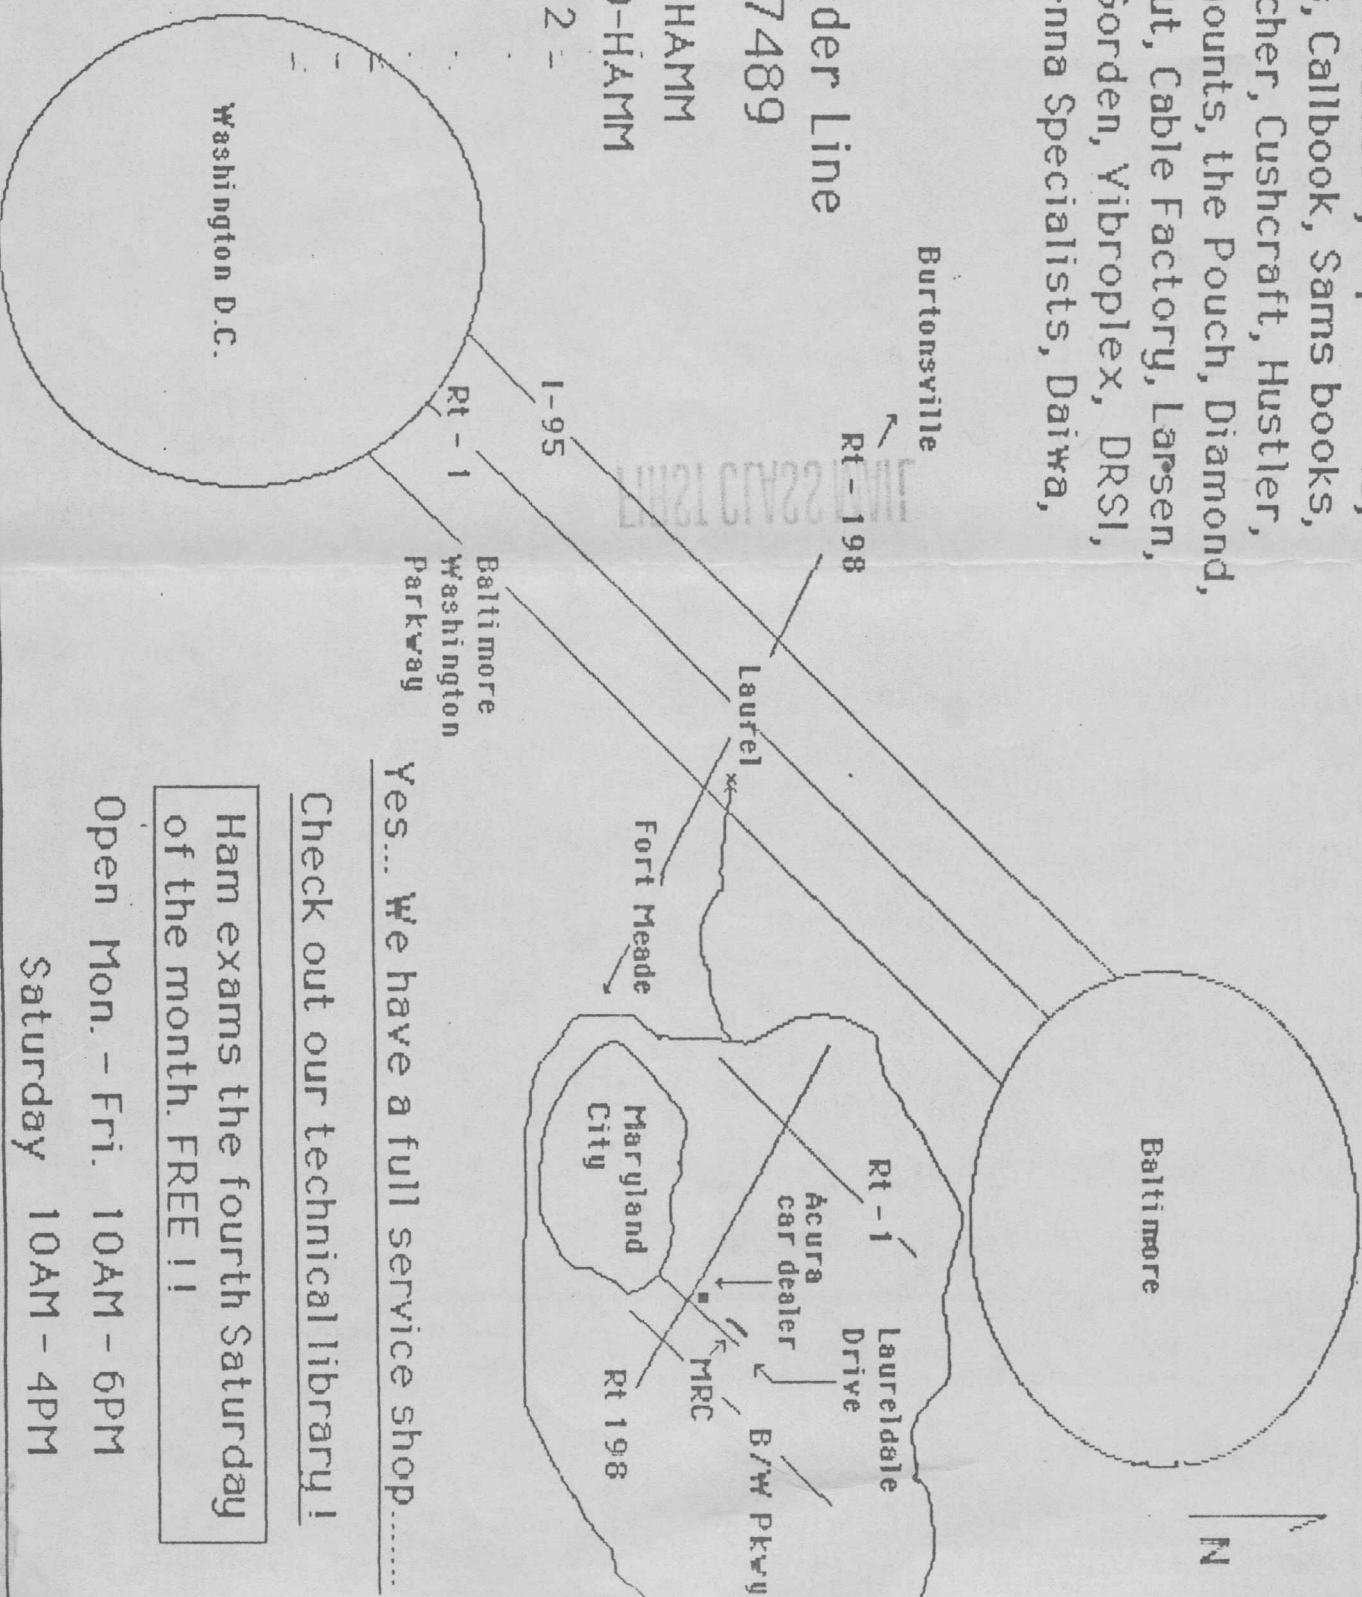 , Callbook, Sams books,
cher, Cushcraft, Hustler,
ounts, the Pouch, Diamond,
ut, Cable Factory, Larsen,
Gorden, Vibroplex, DRSI,
nna Specialists, Daiwa,
der Line
7489
HAMM
-HAMM
2 -
N
Baltimore
Burtonsville
Rt - 198
FIRST CLASS MAIL
I-95
Rt - 1
Washington D.C.
Baltimore
Washington
Parkway
Laurel
Fort Meade
Rt - 1
Laureldale
Drive
Acura
car dealer
B/W Pkwy
MRC
Maryland
City
Rt 198
Yes... We have a full service shop........
Check out our technical library!
Ham exams the fourth Saturday
of the month. FREE !!
Open Mon. - Fri. 10AM - 6PM
Saturday 10AM - 4PM